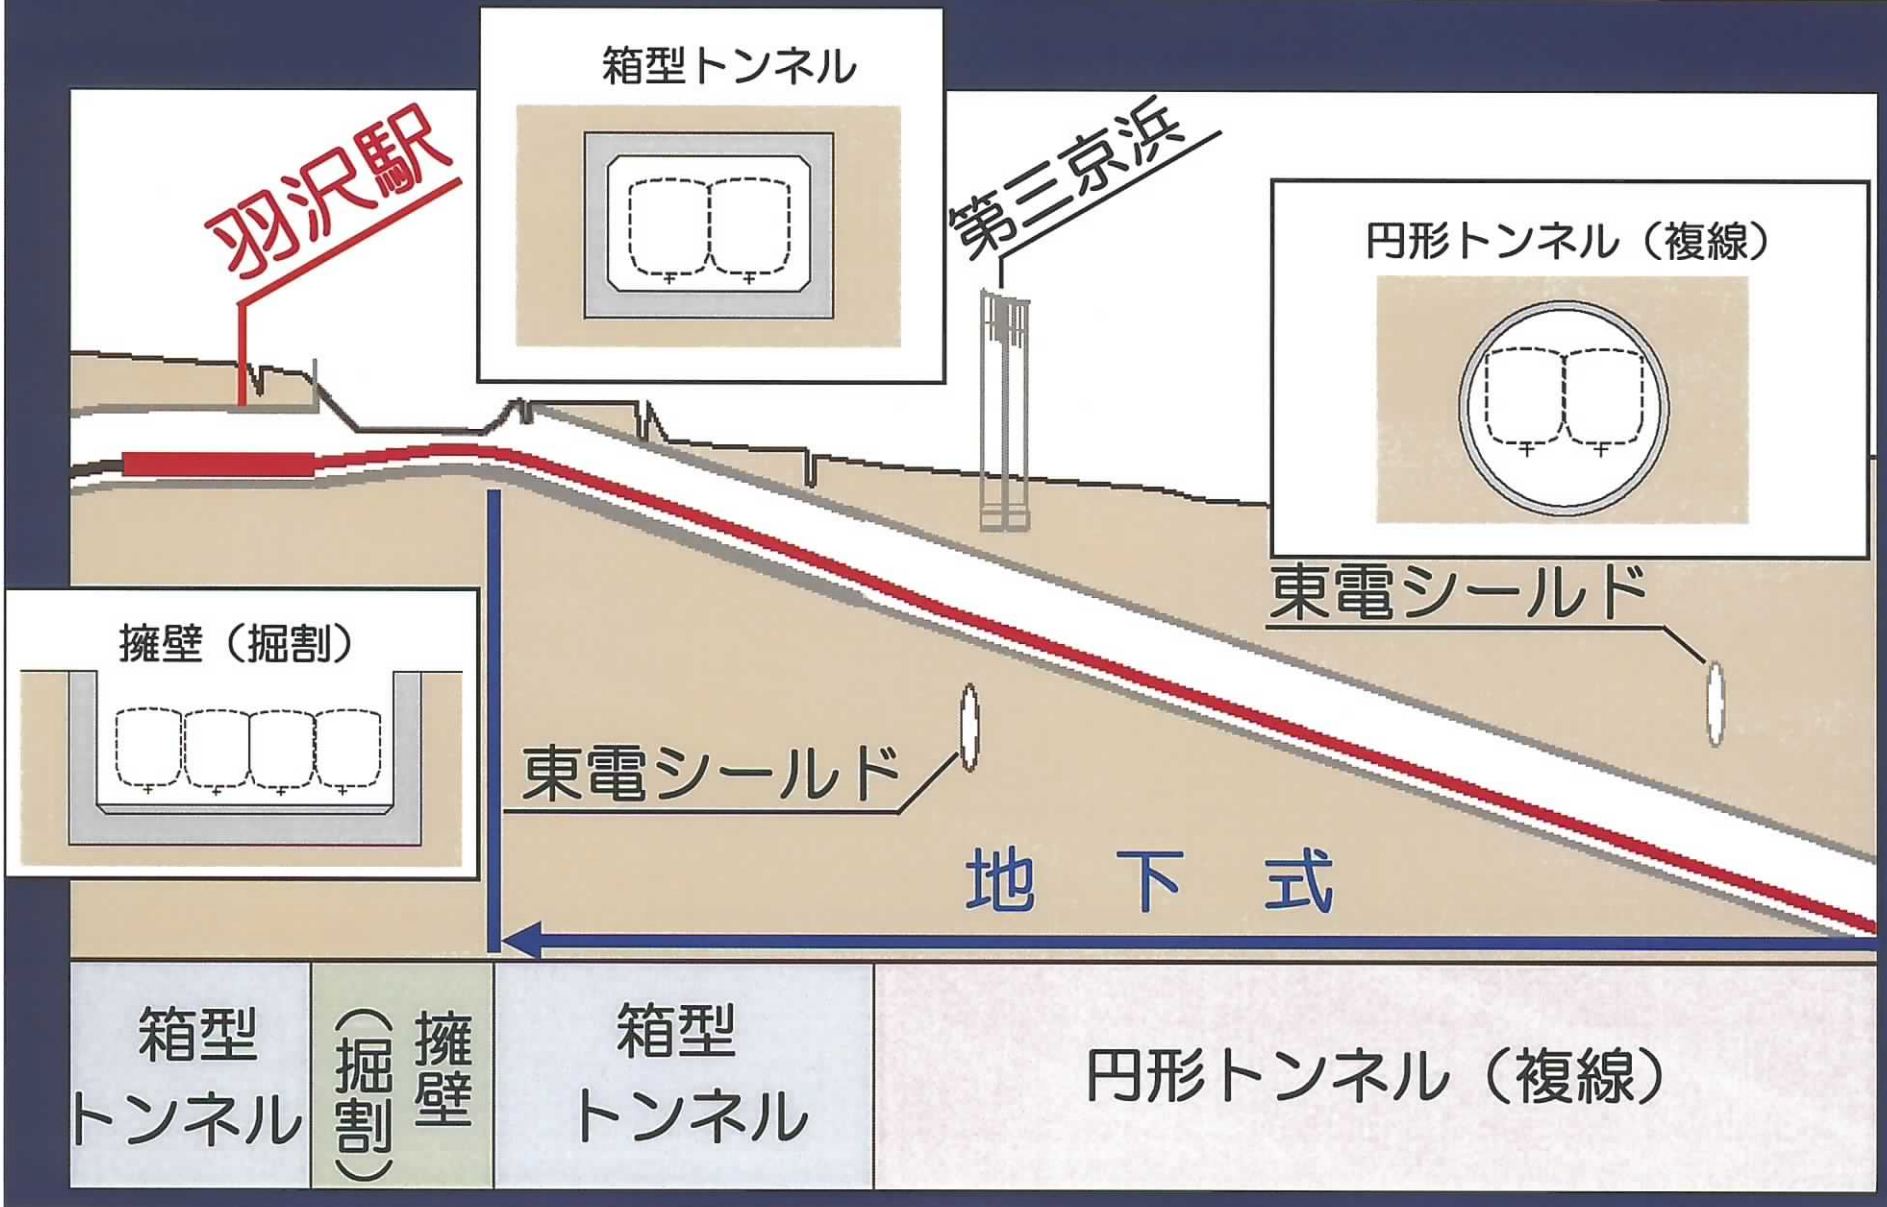 箱型トンネル
羽沢駅
第三京浜
円形トンネル（複線）
東電シールド
擁壁（掘割）
東電シールド
地下式
箱型
トンネル
擁壁
（掘割）
箱型
トンネル
円形トンネル（複線）